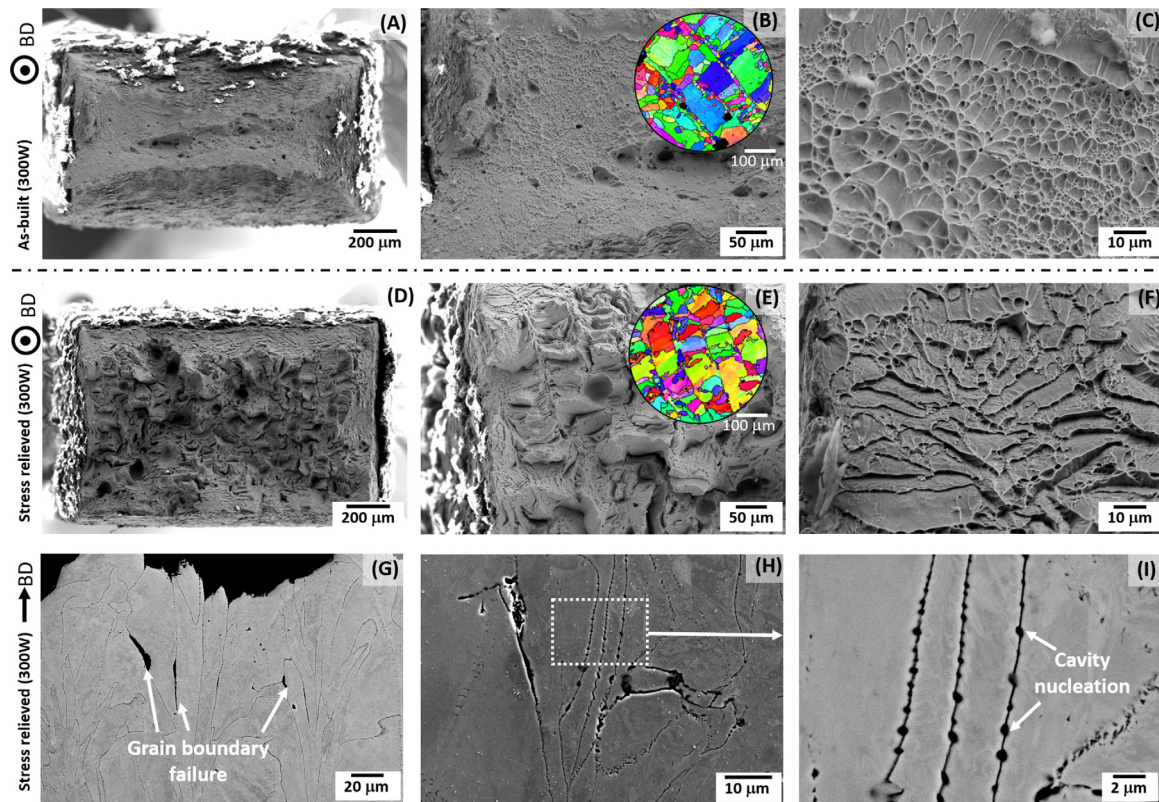 BD
As-built (300W)
(A)
200 μm
(B)
100 μm
50 μm
(C)
10 μm
BD
Stress relieved (300W)
(D)
200 μm
(E)
100 μm
50 μm
(F)
10 μm
BD
Stress relieved (300W)
(G)
Grain boundary
failure
20 μm
(H)
10 μm
(I)
Cavity
nucleation
2 μm